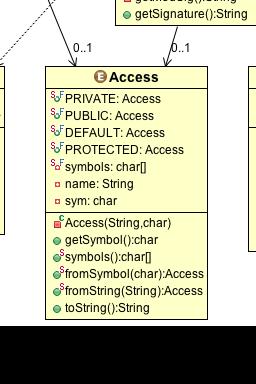 getSignature():String
0..1
0..1
E Access
PRIVATE: Access
PUBLIC: Access
DEFAULT: Access
PROTECTED: Access
symbols: char[]
name: String
sym: char
Access(String,char)
getSymbol():char
symbols():char[]
fromSymbol(char):Access
fromString(String):Access
toString():String